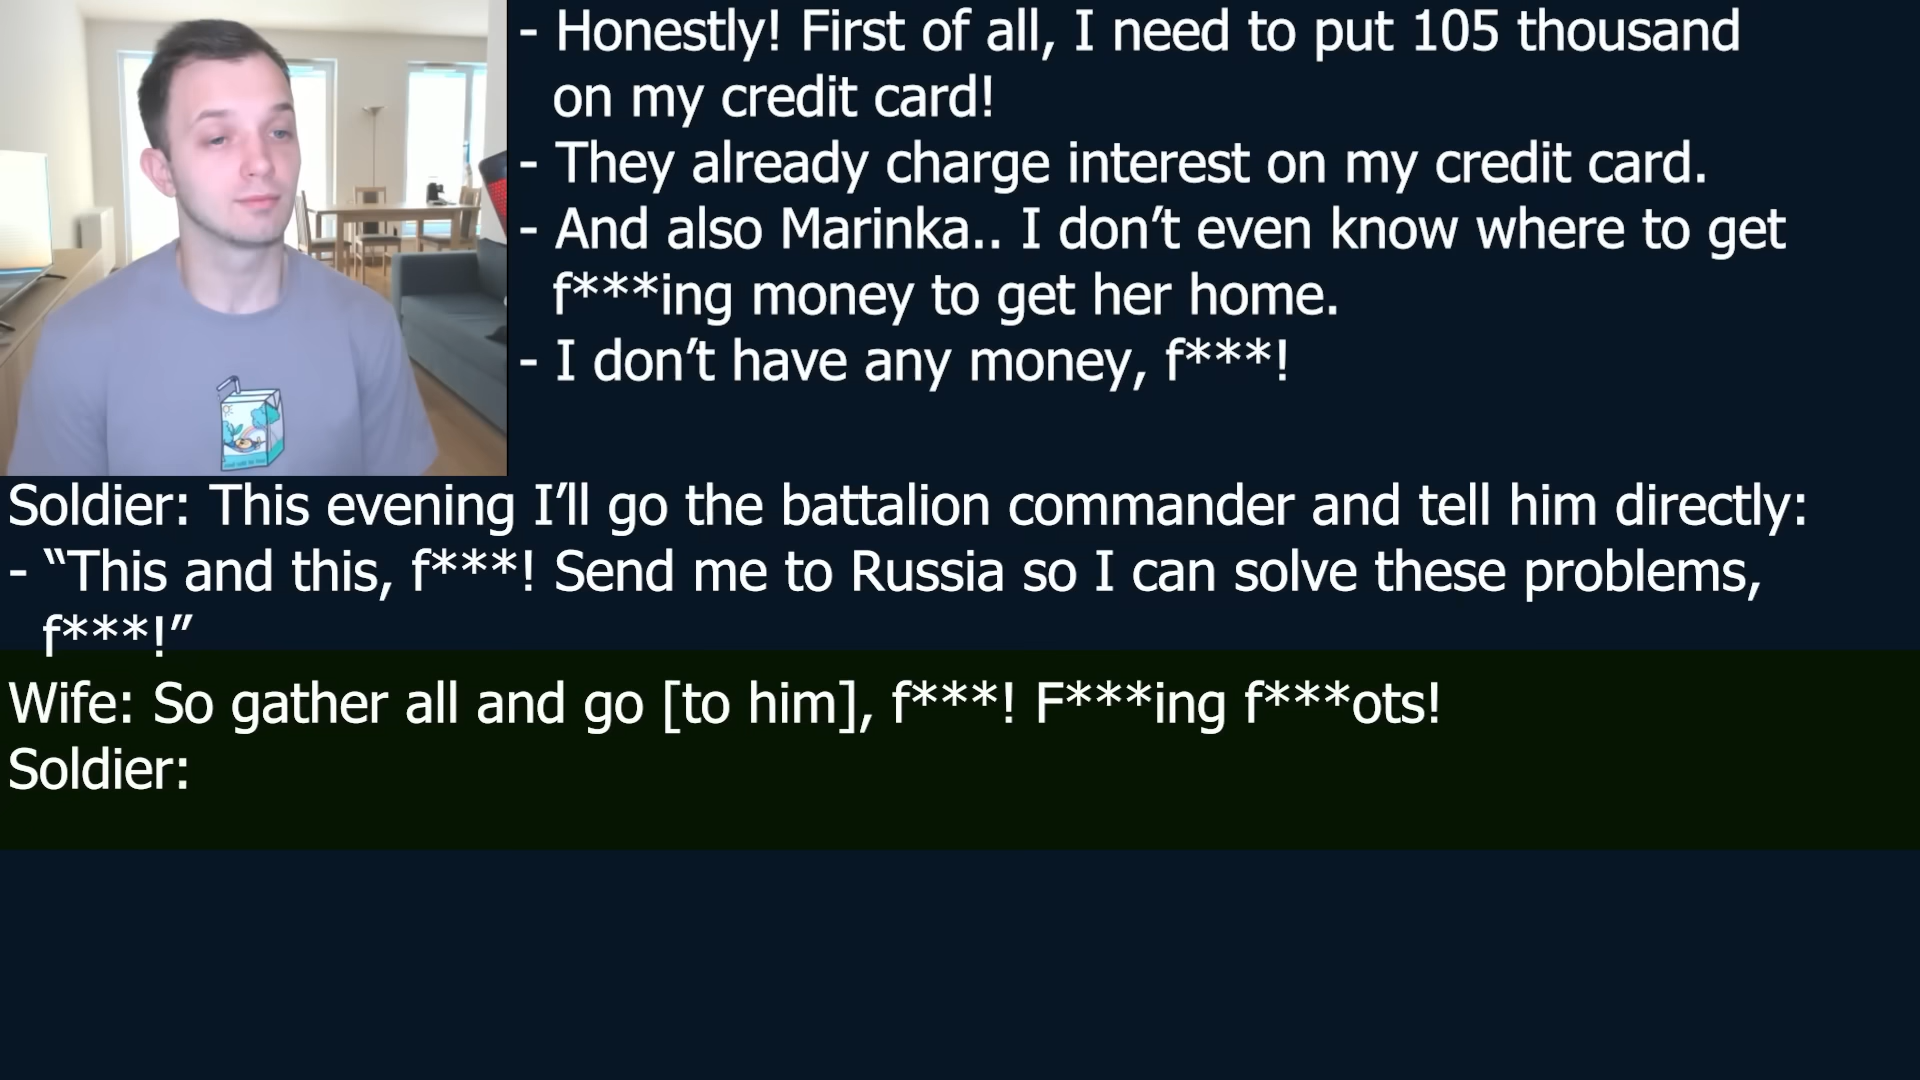 - Honestly! First of all, I need to put 105 thousand
on my credit card!
- They already charge interest on my credit card.
- And also Marinka.. I don’t even know where to get
f***ing money to get her home.
- I don’t have any money, f***!
Soldier: This evening I’ll go the battalion commander and tell him directly:
- “This and this, f***! Send me to Russia so I can solve these problems,
f***!”
Wife: So gather all and go [to him], f***! F***ing f***ots!
Soldier: